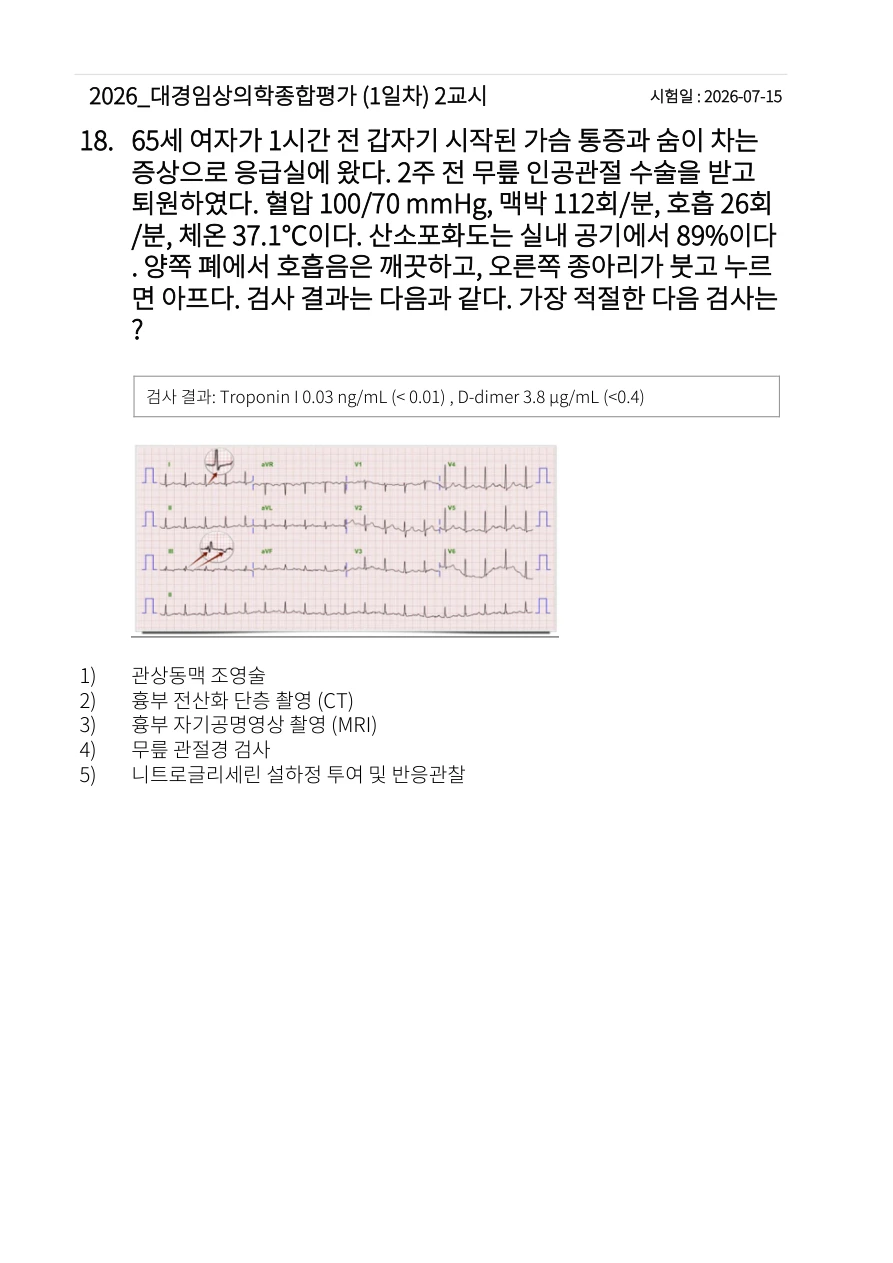 2026_대경임상의학종합평가 (1일차) 2교시
시험일 : 2026-07-15
18. 65세 여자가 1시간 전 갑자기 시작된 가슴 통증과 숨이 차는
증상으로 응급실에 왔다. 2주 전 무릎 인공관절 수술을 받고
퇴원하였다. 혈압 100/70 mmHg, 맥박 112회/분, 호흡 26회
/분, 체온 37.1°C이다. 산소포화도는 실내 공기에서 89%이다
. 양쪽 폐에서 호흡음은 깨끗하고, 오른쪽 종아리가 붓고 누르
면 아프다. 검사 결과는 다음과 같다. 가장 적절한 다음 검사는
?
검사 결과: Troponin I 0.03 ng/mL (< 0.01) , D-dimer 3.8 μg/mL (<0.4)
I aVR V1 V4
II aVL V2 V5
III aVF V3 V6
II
1) 관상동맥 조영술
2) 흉부 전산화 단층 촬영 (CT)
3) 흉부 자기공명영상 촬영 (MRI)
4) 무릎 관절경 검사
5) 니트로글리세린 설하정 투여 및 반응관찰